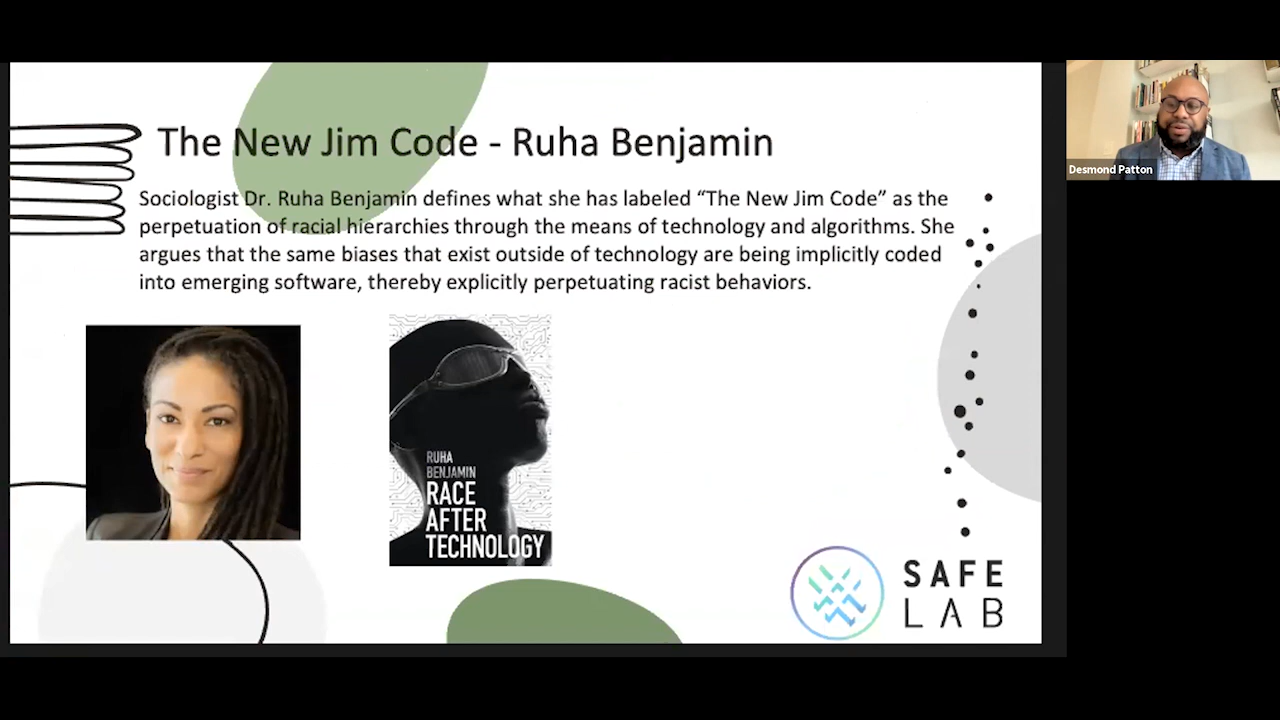 The New Jim Code - Ruha Benjamin
Sociologist Dr. Ruha Benjamin defines what she has labeled “The New Jim Code” as the
perpetuation of racial hierarchies through the means of technology and algorithms. She
argues that the same biases that exist outside of technology are being implicitly coded
into emerging software, thereby explicitly perpetuating racist behaviors.
RUHA
BENJAMIN
RACE
AFTER
TECHNOLOGY
SAFE
LAB
Desmond Patton